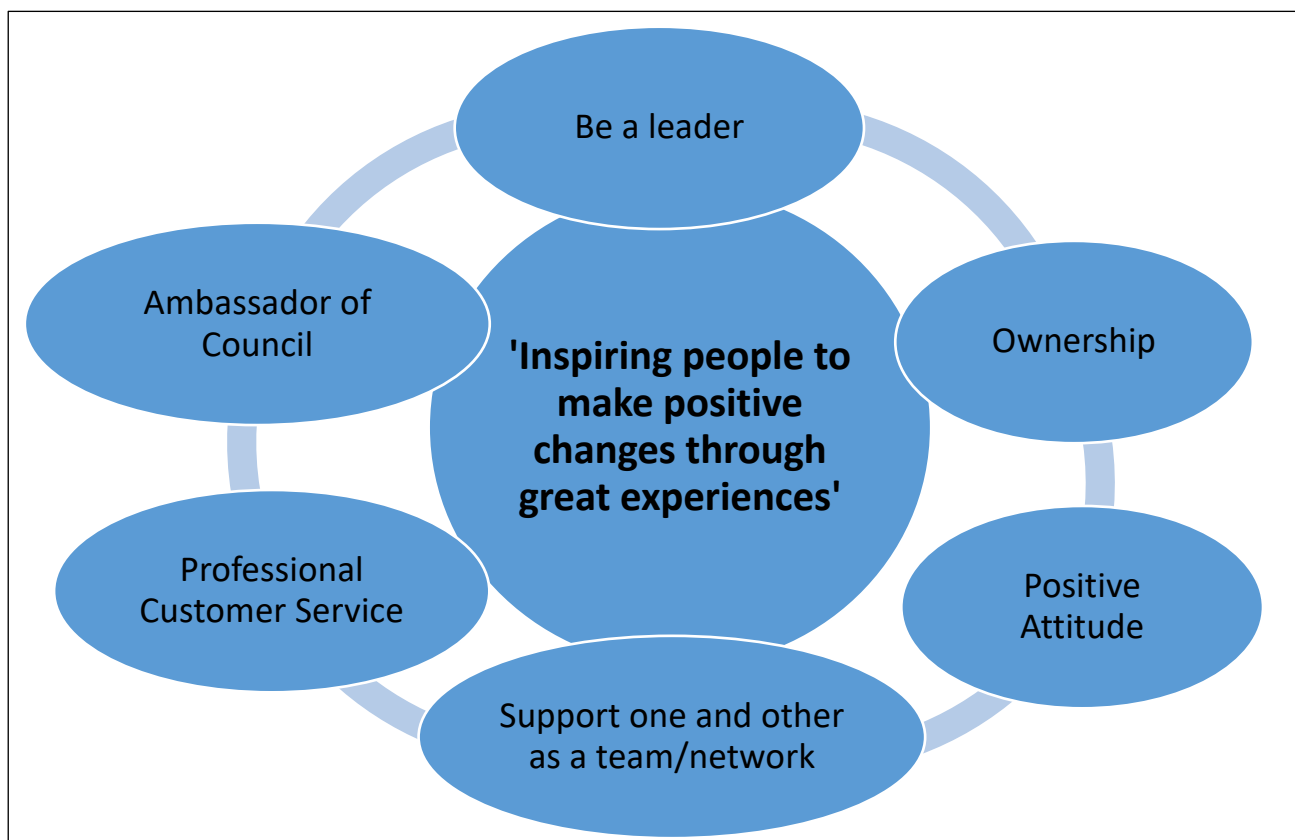 Be a leader
Ambassador of
Council
Ownership
'Inspiring people to
make positive
changes through
great experiences'
Professional
Customer Service
Positive
Attitude
Support one and other
as a team/network